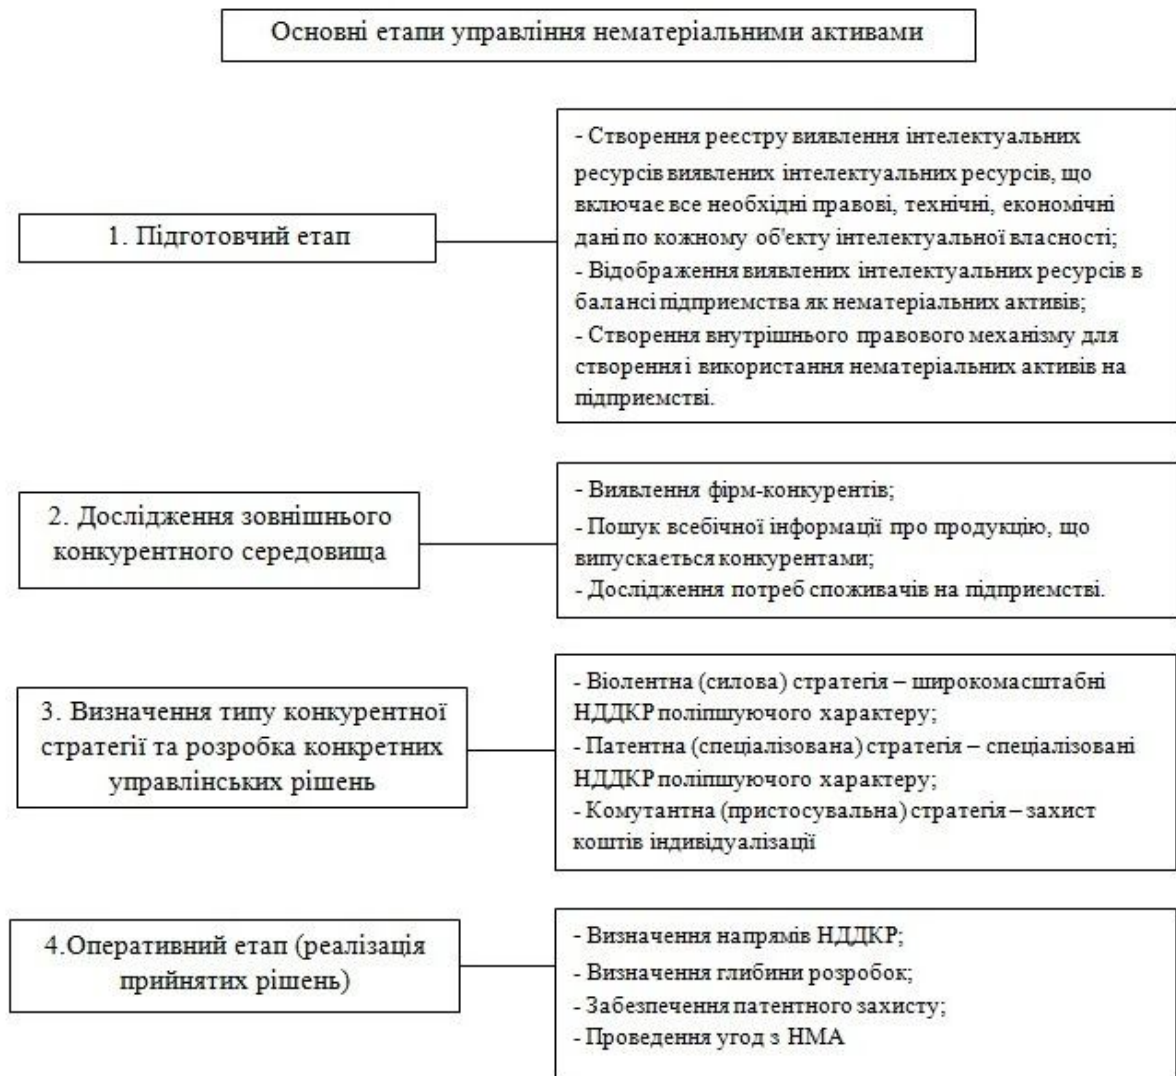 Основні етапи управління нематеріальними активами
1. Підготовчий етап
- Створення реєстру виявлення інтелектуальних
ресурсів виявлених інтелектуальних ресурсів, що
включає все необхідні правові, технічні, економічні
дані по кожному об'єкту інтелектуальної власності;
- Відображення виявлених інтелектуальних ресурсів в
балансі підприємства як нематеріальних активів;
- Створення внутрішнього правового механізму для
створення і використання нематеріальних активів на
підприємстві.
2. Дослідження зовнішнього
конкурентного середовища
- Виявлення фірм-конкурентів;
- Пошук всебічної інформації про продукцію, що
випускається конкурентами;
- Дослідження потреб споживачів на підприємстві.
3. Визначення типу конкурентної
стратегії та розробка конкретних
управлінських рішень
- Віолентна (силова) стратегія – широкомасштабні
НДДКР поліпшуючого характеру;
- Патентна (спеціалізована) стратегія – спеціалізовані
НДДКР поліпшуючого характеру;
- Комутантна (пристосувальна) стратегія – захист
коштів індивідуалізації
4.Оперативний етап (реалізація
прийнятих рішень)
- Визначення напрямів НДДКР;
- Визначення глибини розробок;
- Забезпечення патентного захисту;
- Проведення угод з НМА